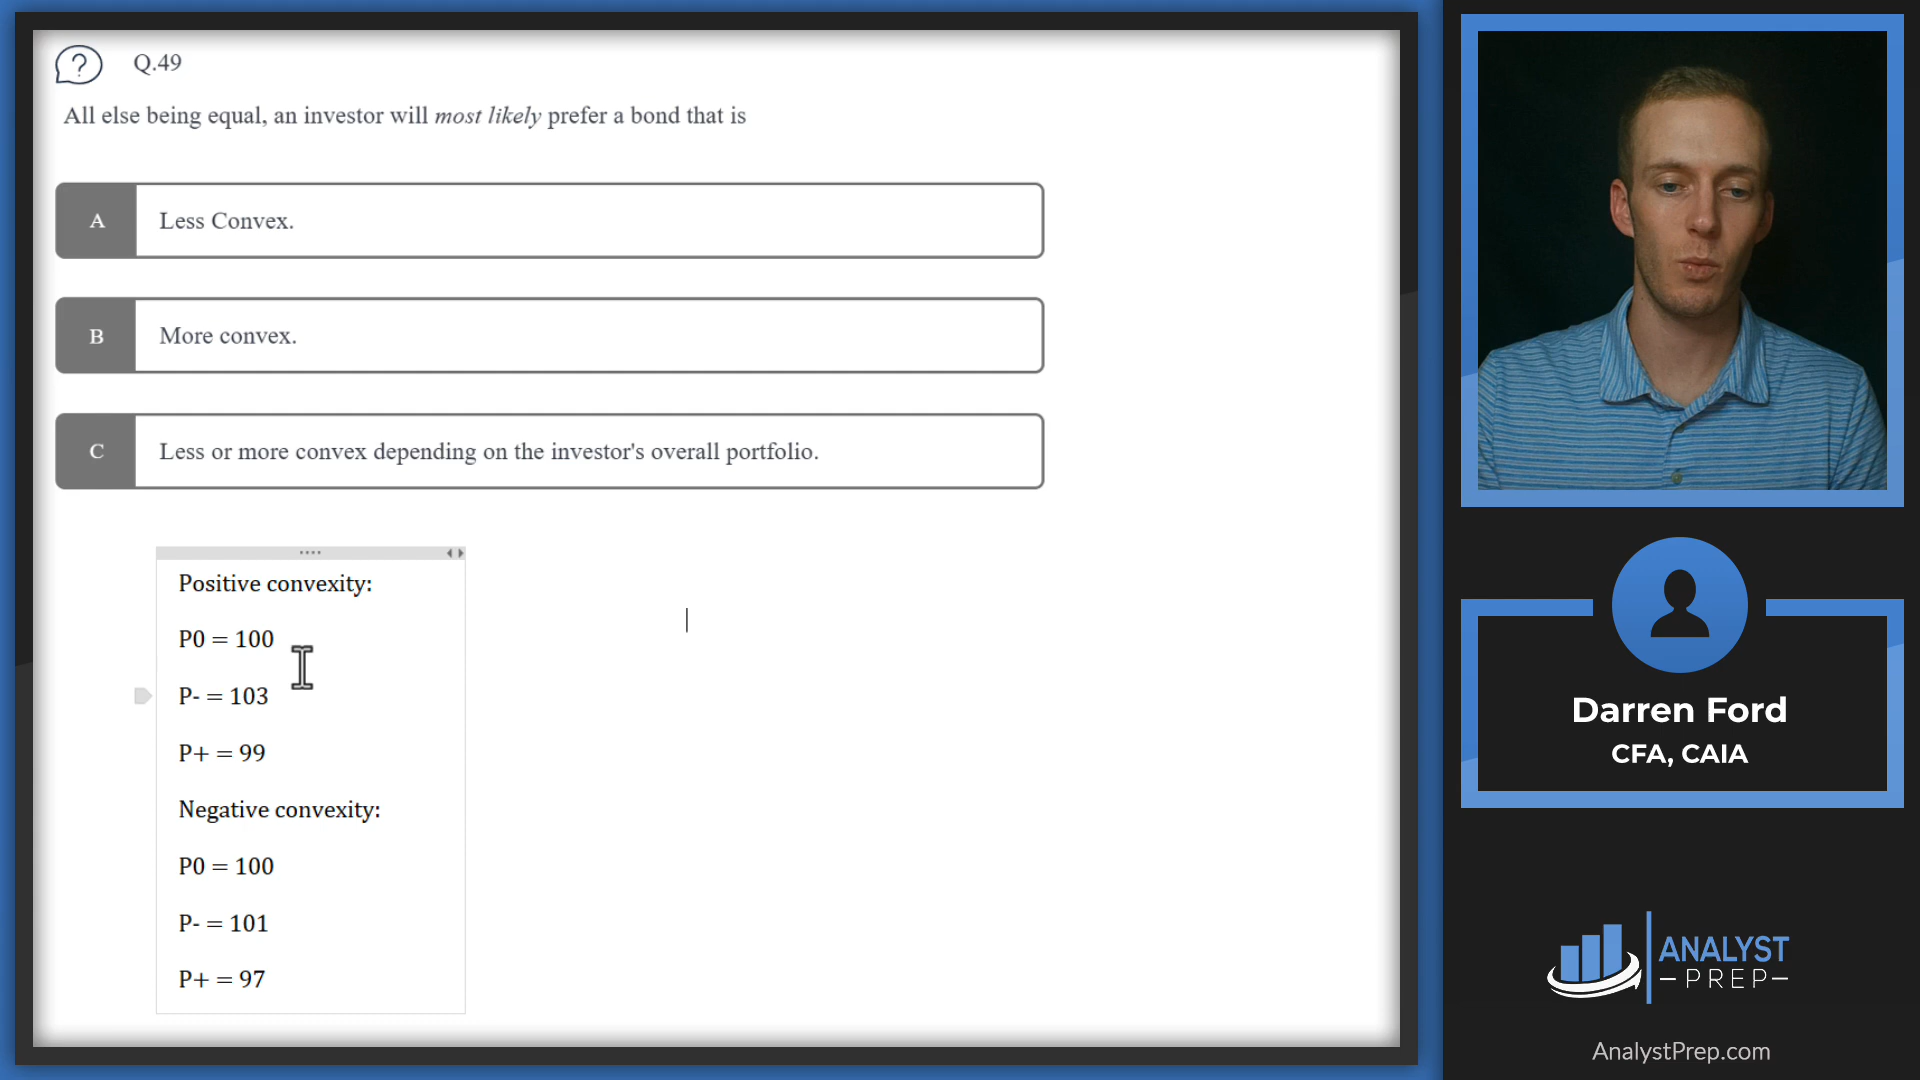 ?
Q.49
All else being equal, an investor will most likely prefer a bond that is
A
Less Convex.
B
More convex.
C
Less or more convex depending on the investor's overall portfolio.
Positive convexity:
P0 = 100
P- = 103
P+ = 99
Negative convexity:
P0 = 100
P- = 101
P+ = 97
Darren Ford
CFA, CAIA
ANALYST
PREP
AnalystPrep.com